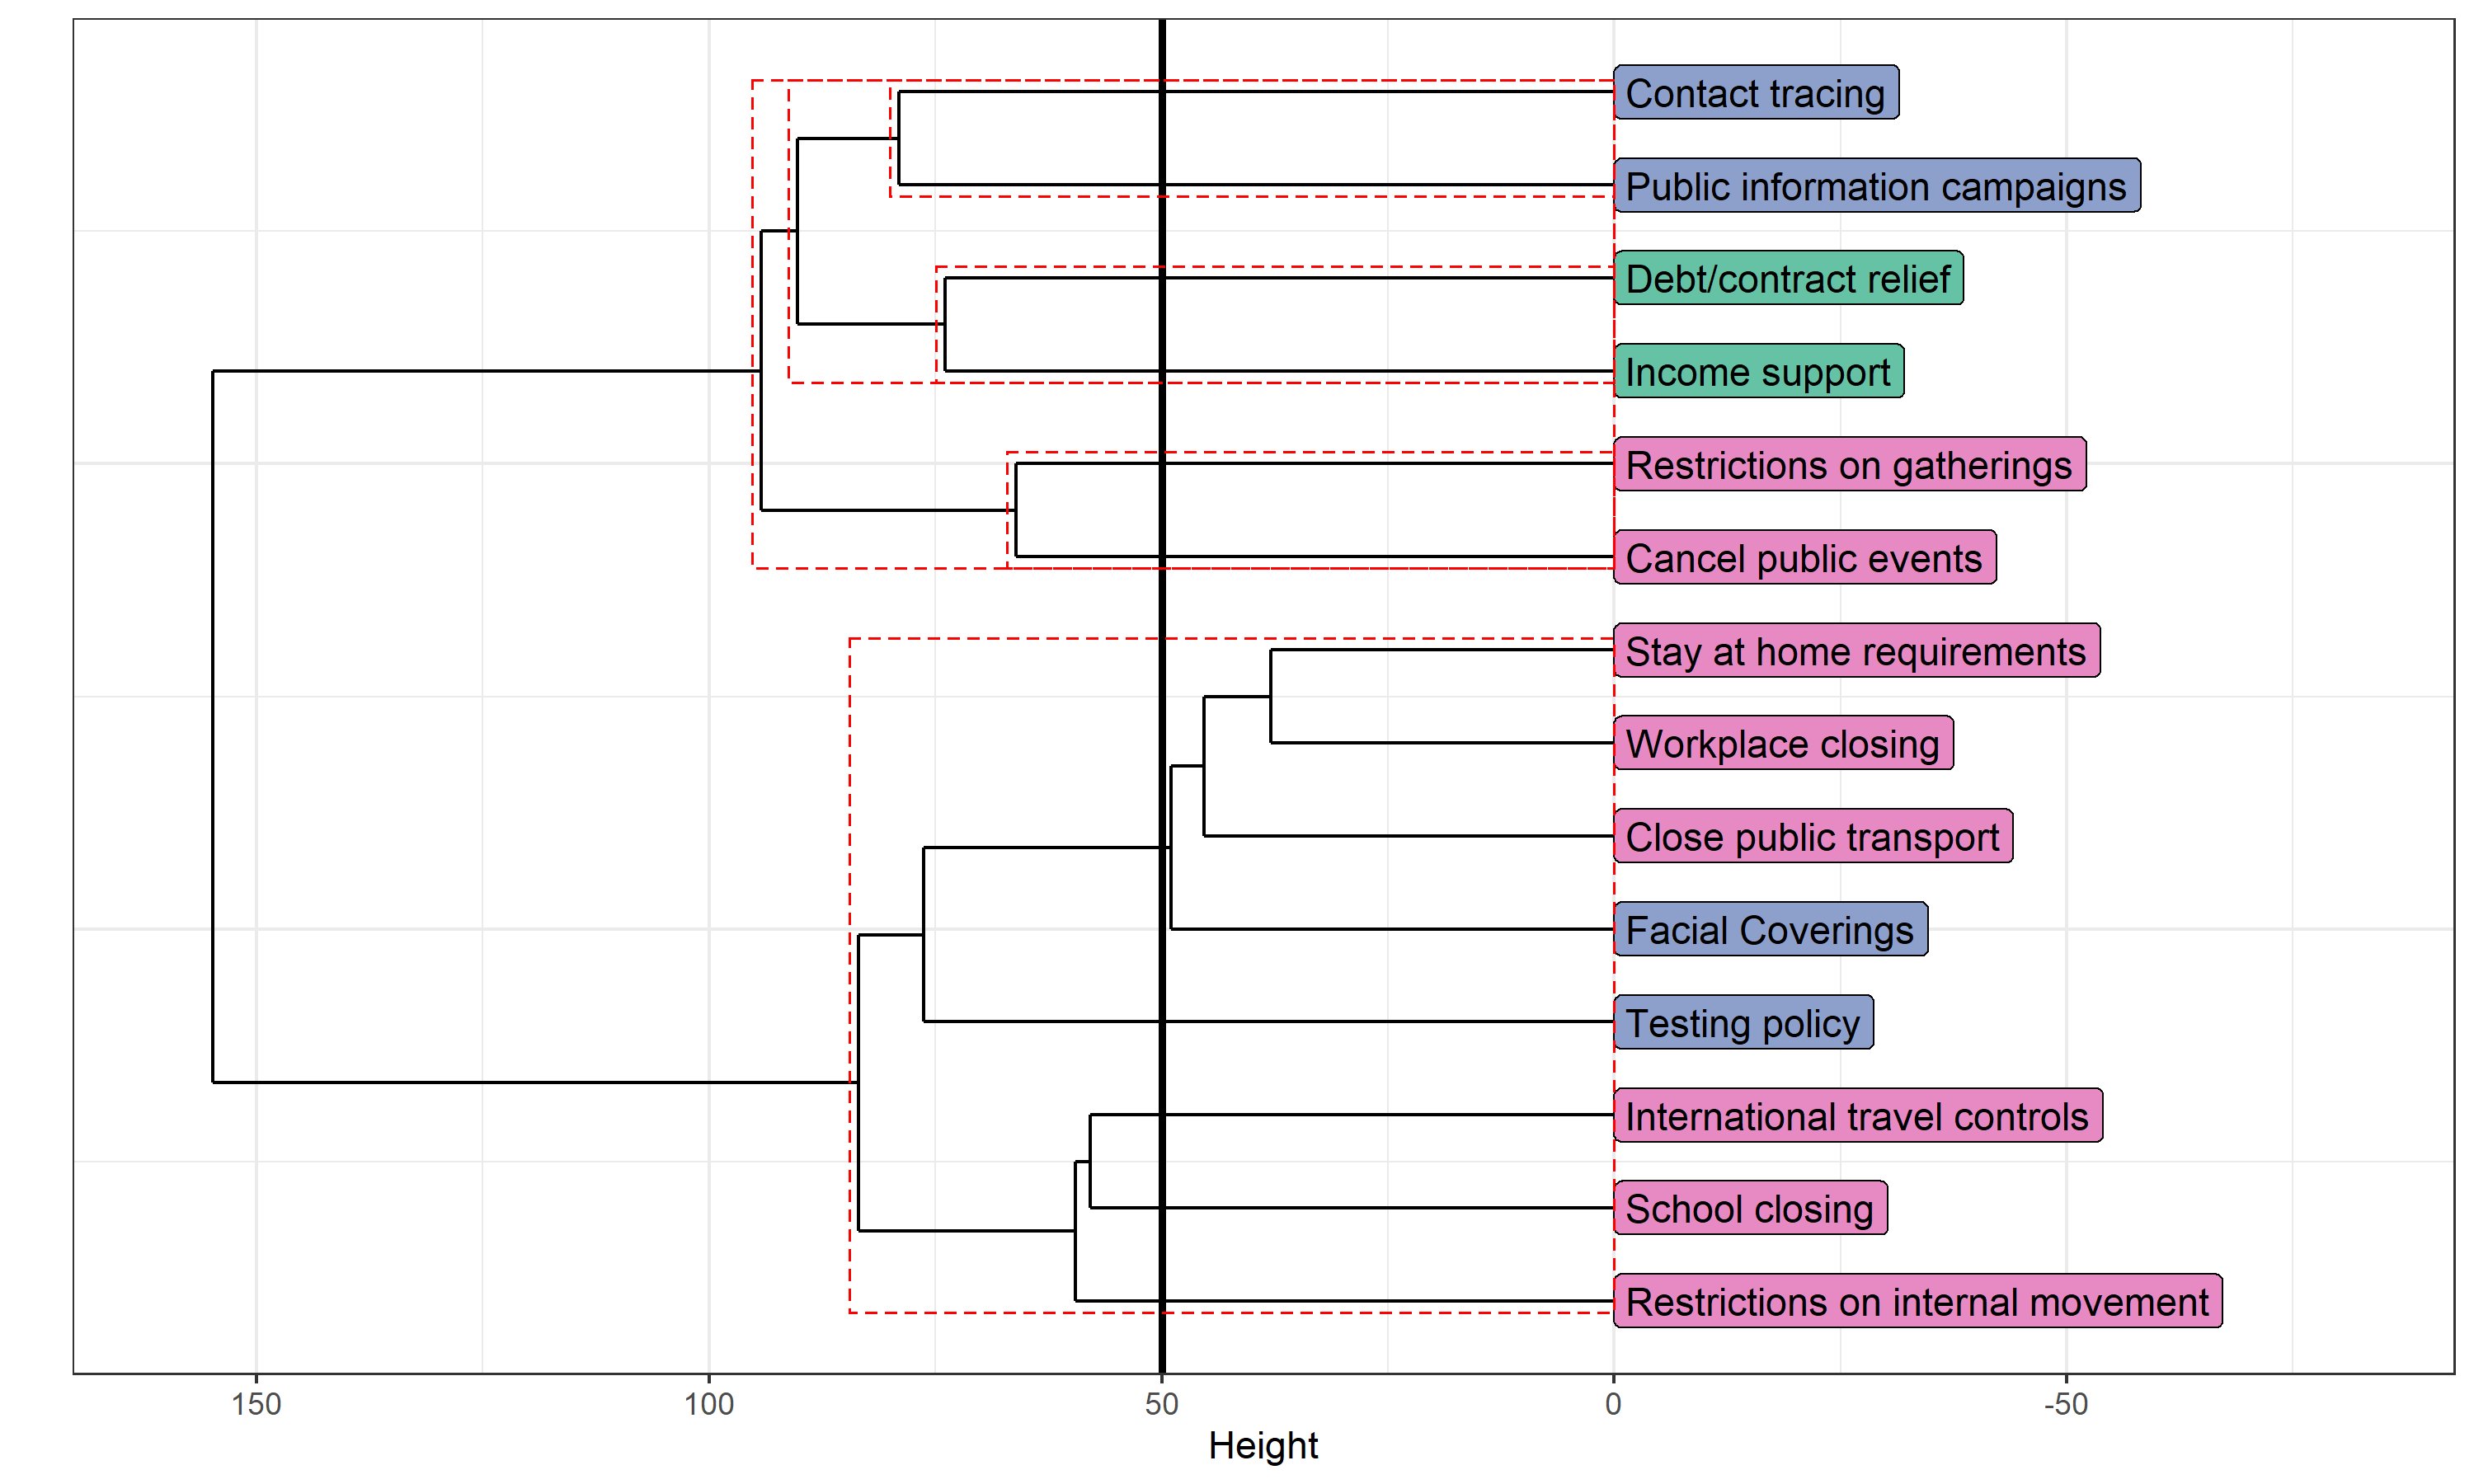 Contact tracing
Public information campaigns
Debt/contract relief
Income support
Restrictions on gatherings
Cancel public events
Stay at home requirements
Workplace closing
Close public transport
Facial Coverings
Testing policy
International travel controls
School closing
Restrictions on internal movement
150 100 50 0 -50
Height